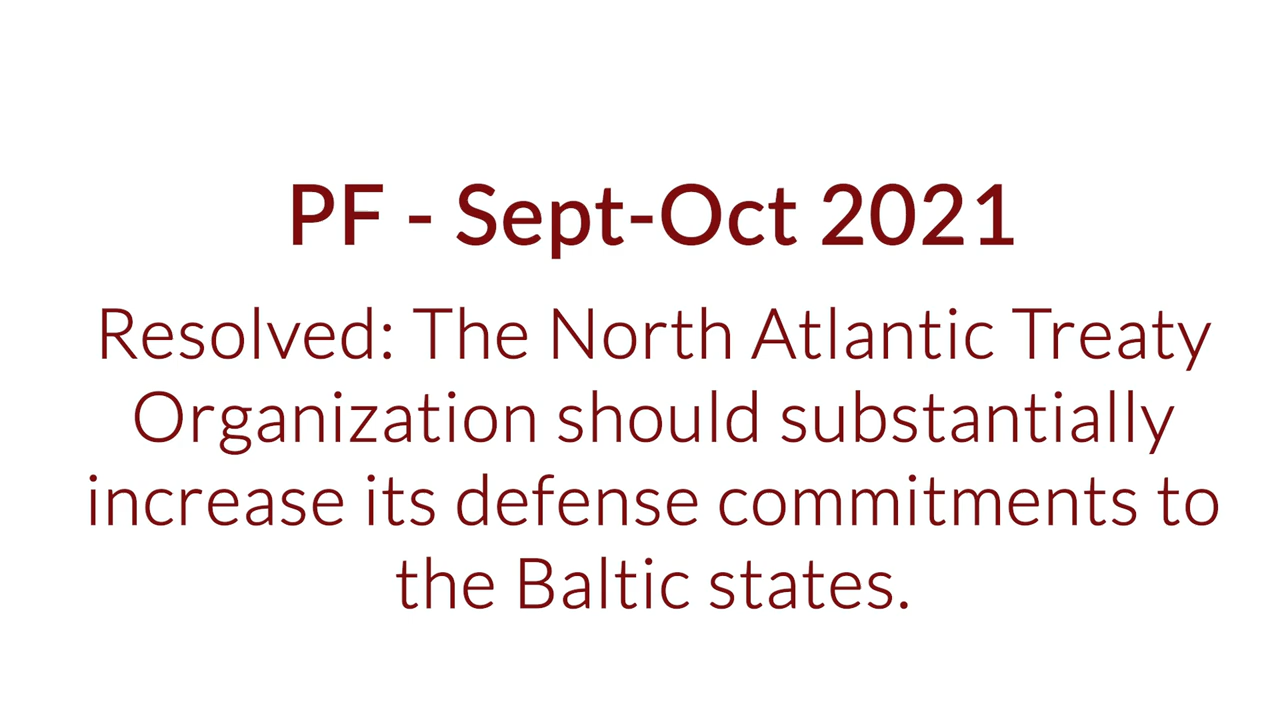 PF - Sept-Oct 2021
Resolved: The North Atlantic Treaty
Organization should substantially
increase its defense commitments to
the Baltic states.